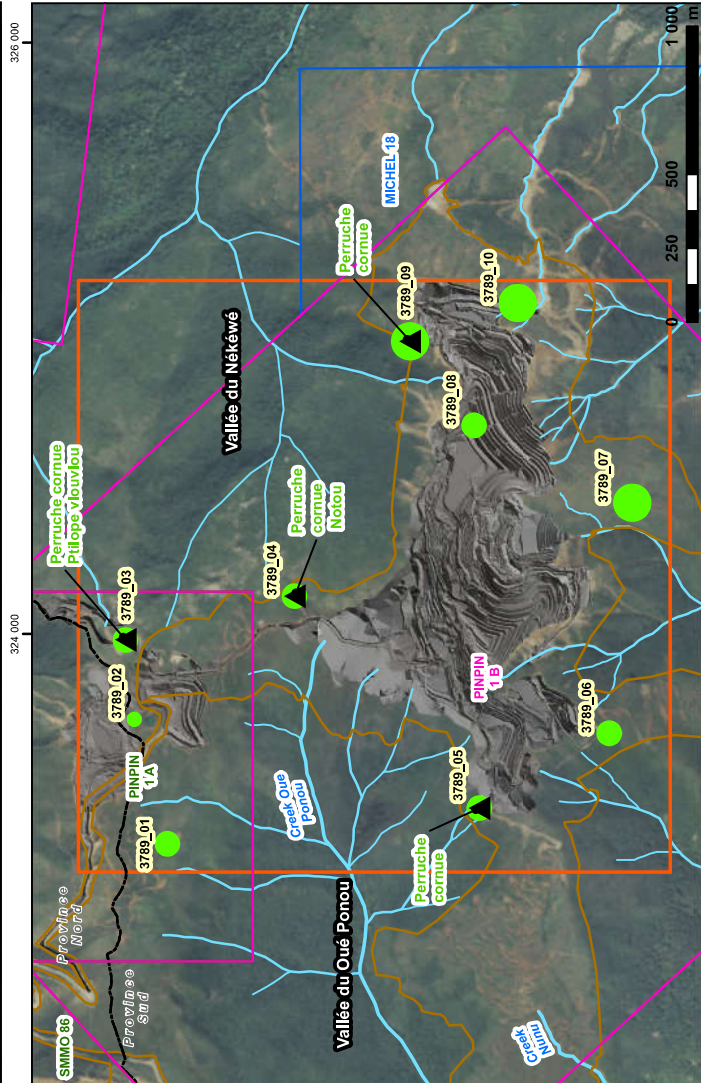 326 000
324 000
1 000
m
500
250
0
MICHEL 18
Perruche
cornue
3789_09
3789_10
3789_08
3789_07
Vallée du Nékéwé
Perruche cornue
Ptilope vlouvlou
3789_03
Perruche
cornue
Notou
3789_04
3789_02
PINPIN
1 A
3789_01
PINPIN
1 B
3789_06
3789_05
Perruche
cornue
Creek Oue
Ponou
Vallée du Oué Ponou
Province
Nord
Province
Sud
SMMO 86
Creek
Nunu